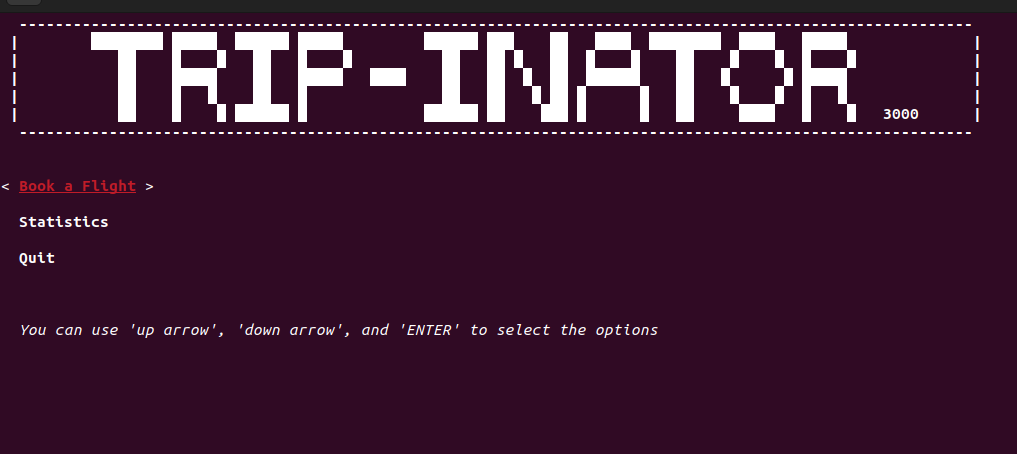 TRIP-INATOR 3000
< Book a Flight >
Statistics
Quit
You can use 'up arrow', 'down arrow', and 'ENTER' to select the options